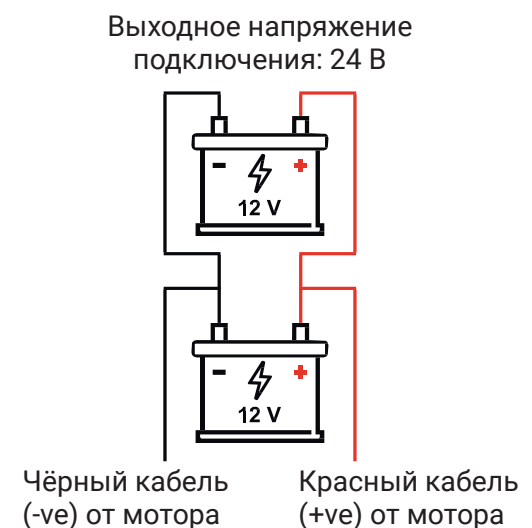 Выходное напряжение
подключения: 24 В
- +
12 V
- +
12 V
Чёрный кабель
(-ve) от мотора
Красный кабель
(+ve) от мотора